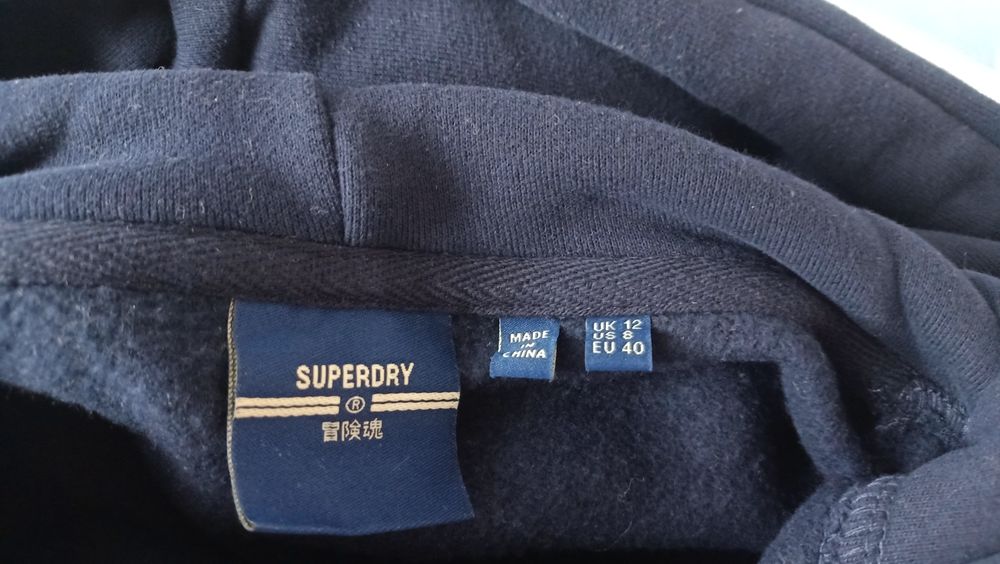 SUPERDRY
®
冒険魂
MADE
IN
CHINA
UK 12
US 8
EU 40